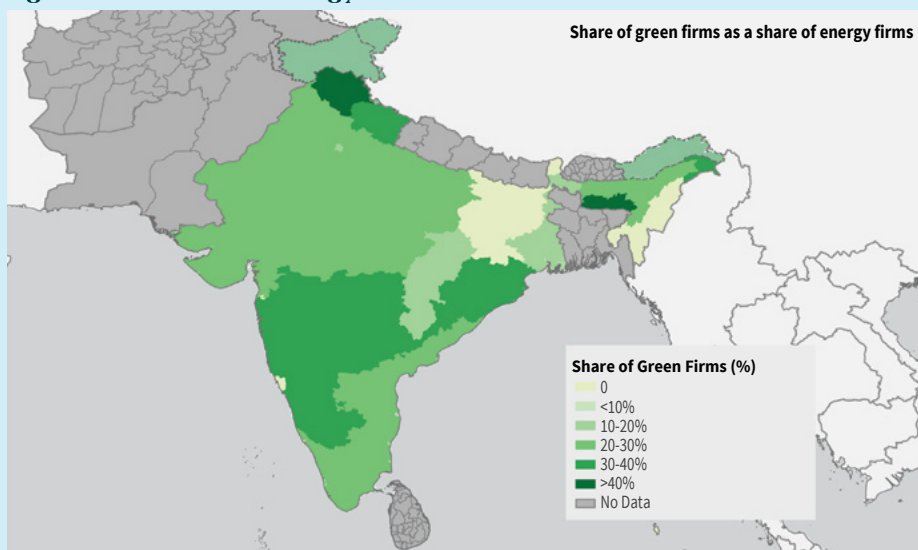 Share of green firms as a share of energy firms
Share of Green Firms (%)
0
<10%
10-20%
20-30%
30-40%
>40%
No Data